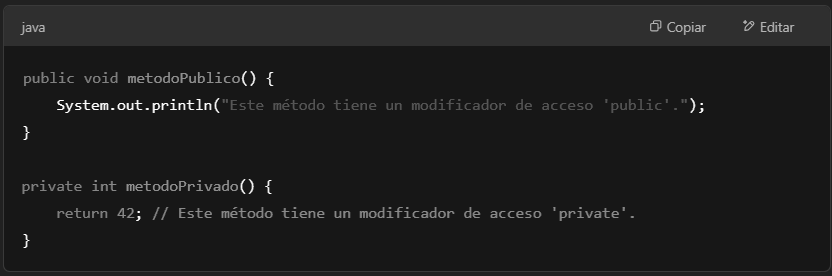 java Copiar Editar
public void metodoPublico() {
    System.out.println("Este método tiene un modificador de acceso 'public'.");
}
private int metodoPrivado() {
    return 42; // Este método tiene un modificador de acceso 'private'.
}